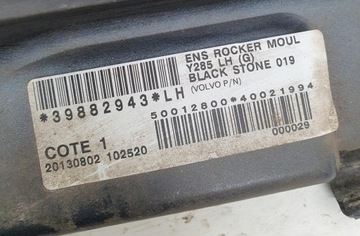 ENS ROCKER MOUL
Y285 LH (G)
BLACK STONE 019
(VOLVO P/N)
*39882943*LH
50012800*40021994
COTE 1
20130802 102520
000029